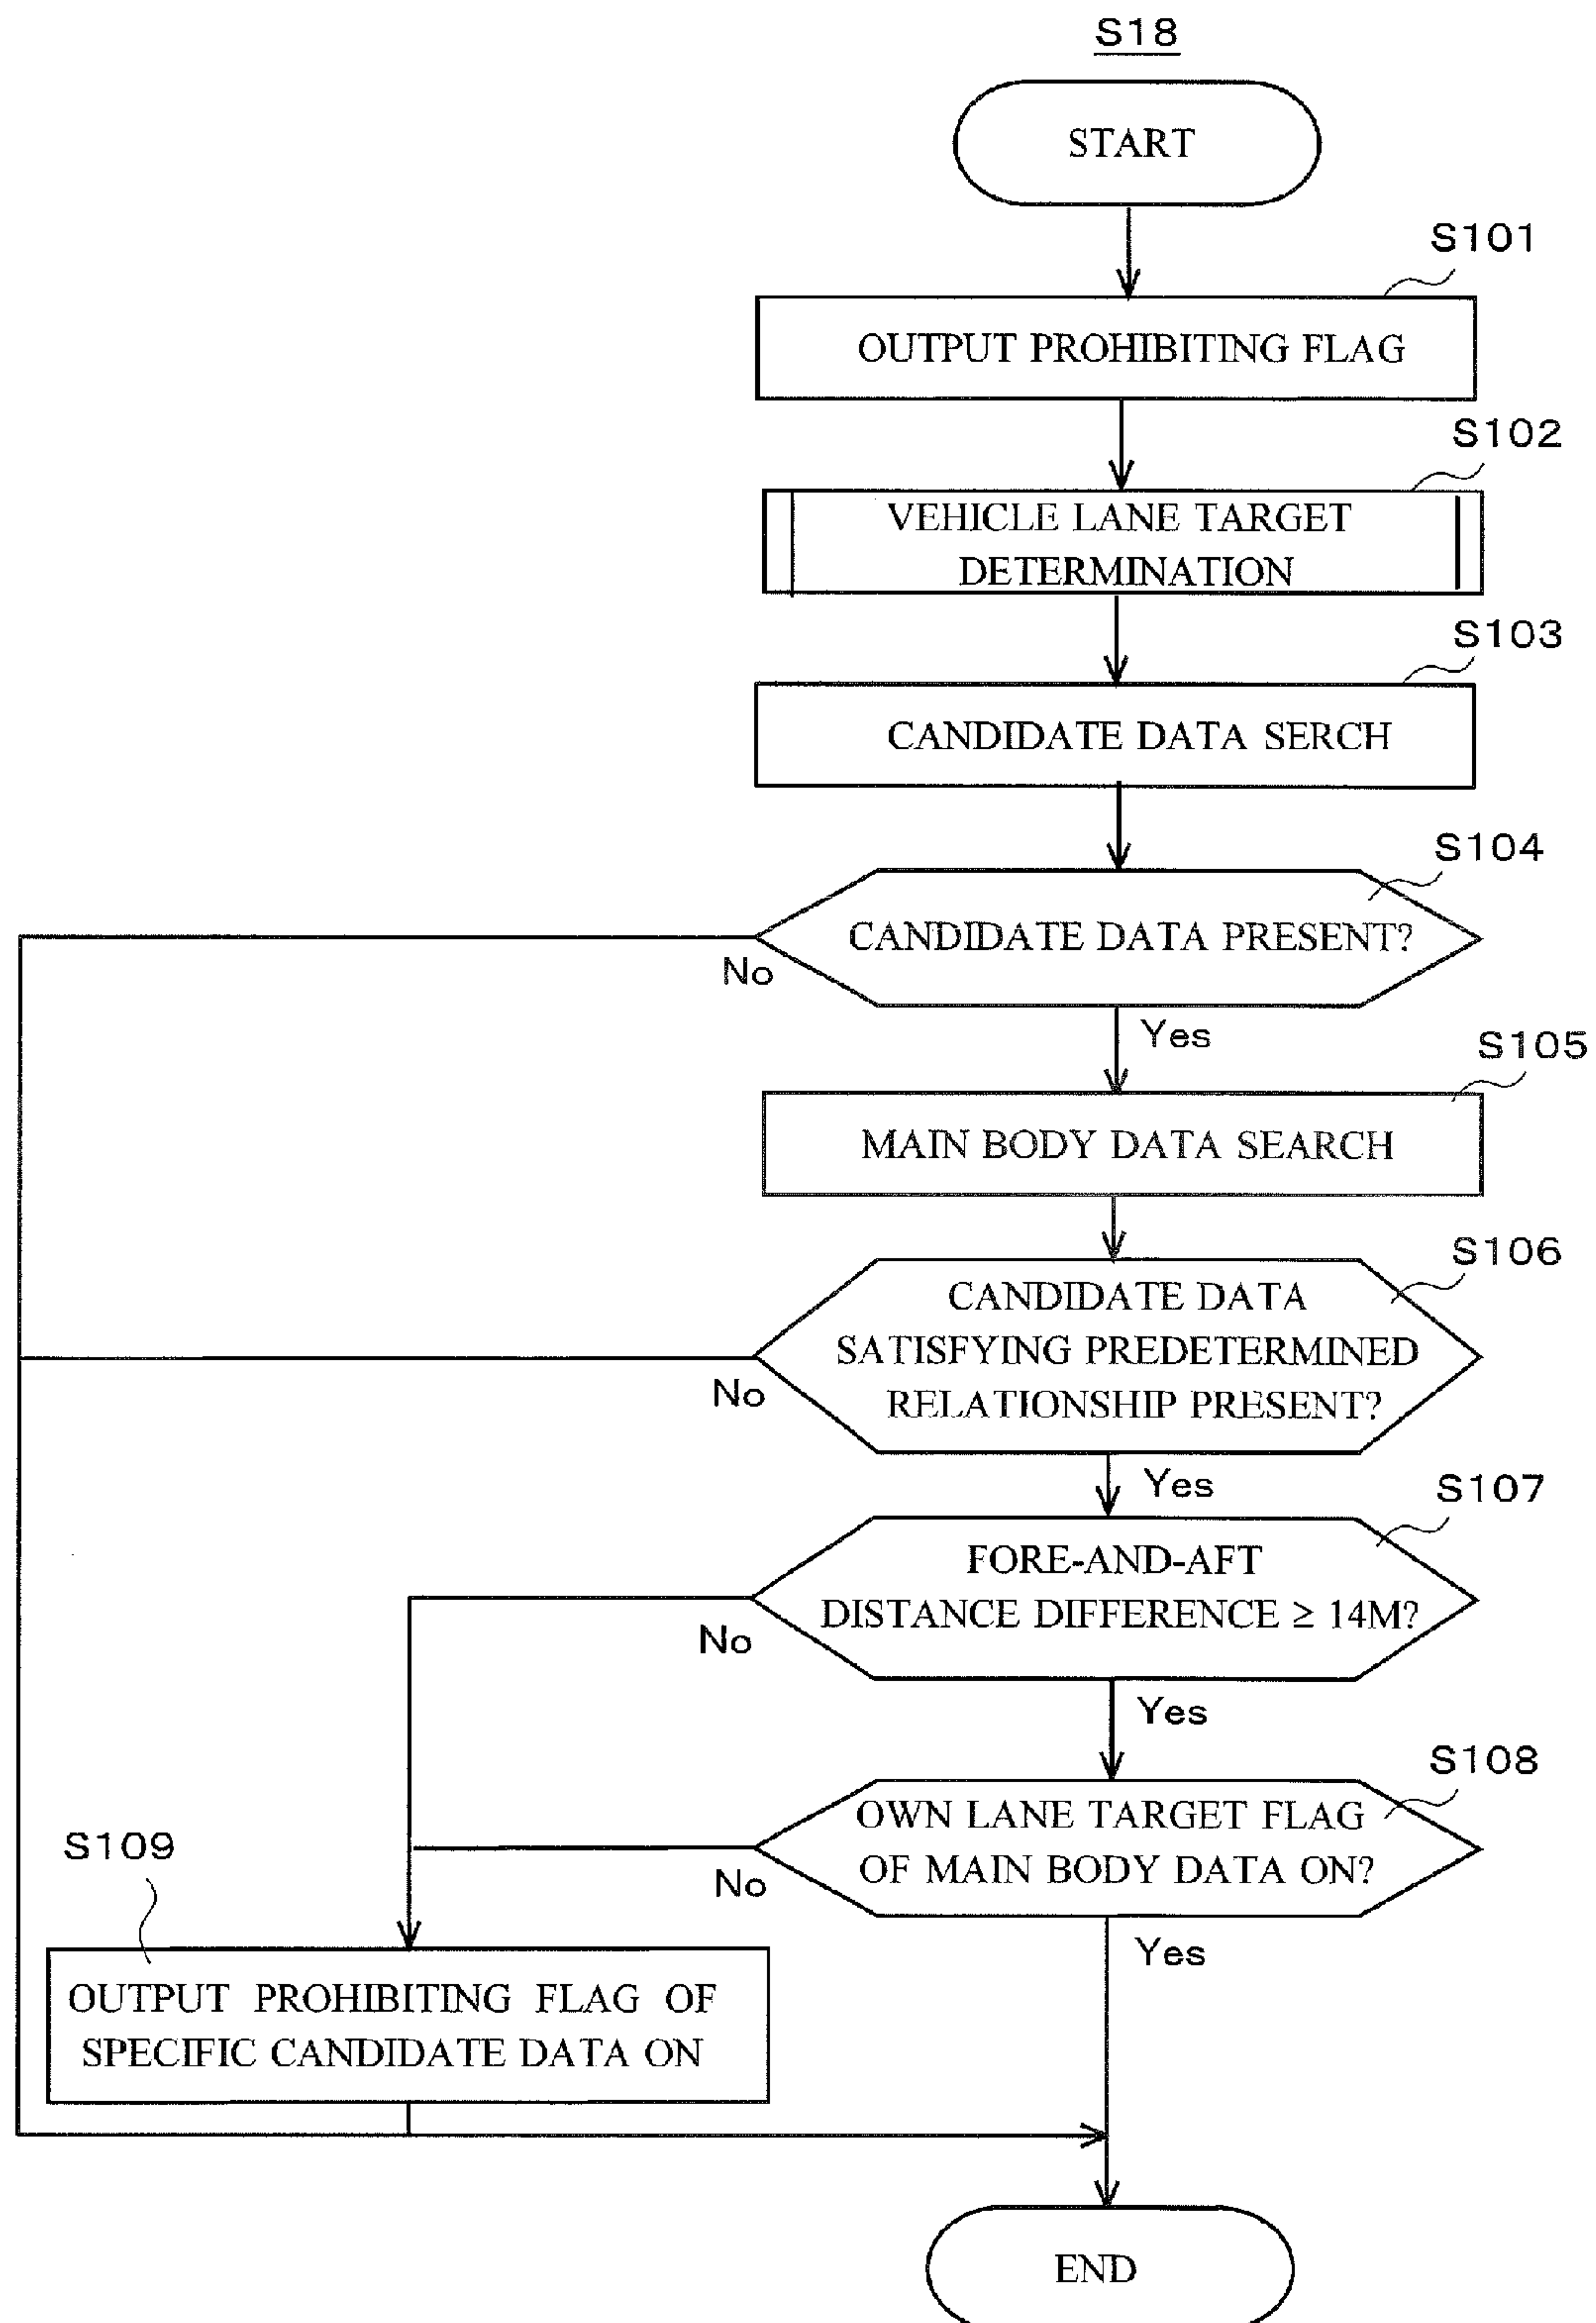 S18
START
S101
OUTPUT PROHIBITING FLAG
S102
VEHICLE LANE TARGET
DETERMINATION
S103
CANDIDATE DATA SERCH
S104
CANDIDATE DATA PRESENT?
No
Yes
S105
MAIN BODY DATA SEARCH
S106
CANDIDATE DATA
SATISFYING PREDETERMINED
RELATIONSHIP PRESENT?
No
Yes
S107
FORE-AND-AFT
DISTANCE DIFFERENCE ≥ 14M?
No
Yes
S108
OWN LANE TARGET FLAG
OF MAIN BODY DATA ON?
No
Yes
S109
OUTPUT PROHIBITING FLAG OF
SPECIFIC CANDIDATE DATA ON
END